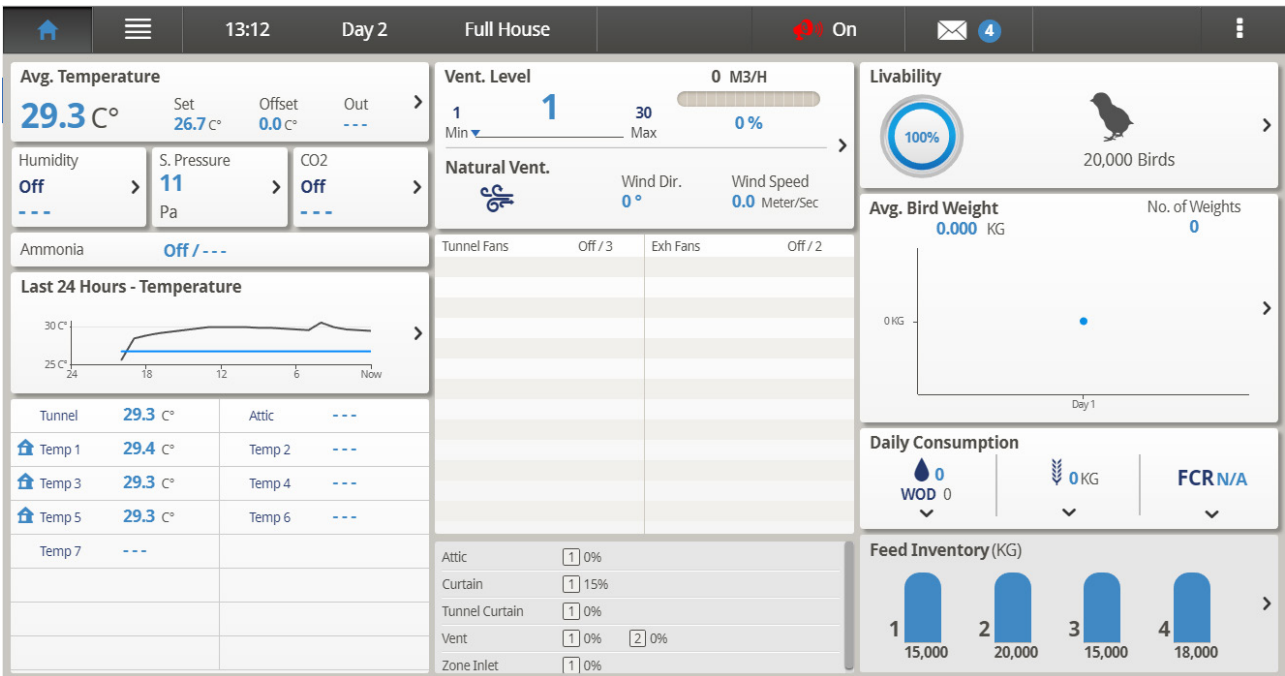 13:12 Day 2 Full House On 4
Avg. Temperature
29.3 C°
Set Offset Out
26.7 C° 0.0 C° ---
Humidity
Off
---
S. Pressure
11
Pa
CO2
Off
---
Ammonia Off / ---
Last 24 Hours - Temperature
30 C°
25 C°
24 18 12 6 Now
Tunnel 29.3 C° Attic ---
Temp 1 29.4 C° Temp 2 ---
Temp 3 29.3 C° Temp 4 ---
Temp 5 29.3 C° Temp 6 ---
Temp 7 ---
Vent. Level 0 M3/H
1 1 30 0 %
Min Max
Natural Vent.
Wind Dir. Wind Speed
0 ° 0.0 Meter/Sec
Tunnel Fans Off / 3 Exh Fans Off / 2
Attic 1 0%
Curtain 1 15%
Tunnel Curtain 1 0%
Vent 1 0% 2 0%
Zone Inlet 1 0%
Livability
100%
20,000 Birds
Avg. Bird Weight No. of Weights
0.000 KG 0
0 KG
Day 1
Daily Consumption
0 0 KG FCR N/A
WOD 0
Feed Inventory (KG)
1 2 3 4
15,000 20,000 15,000 18,000